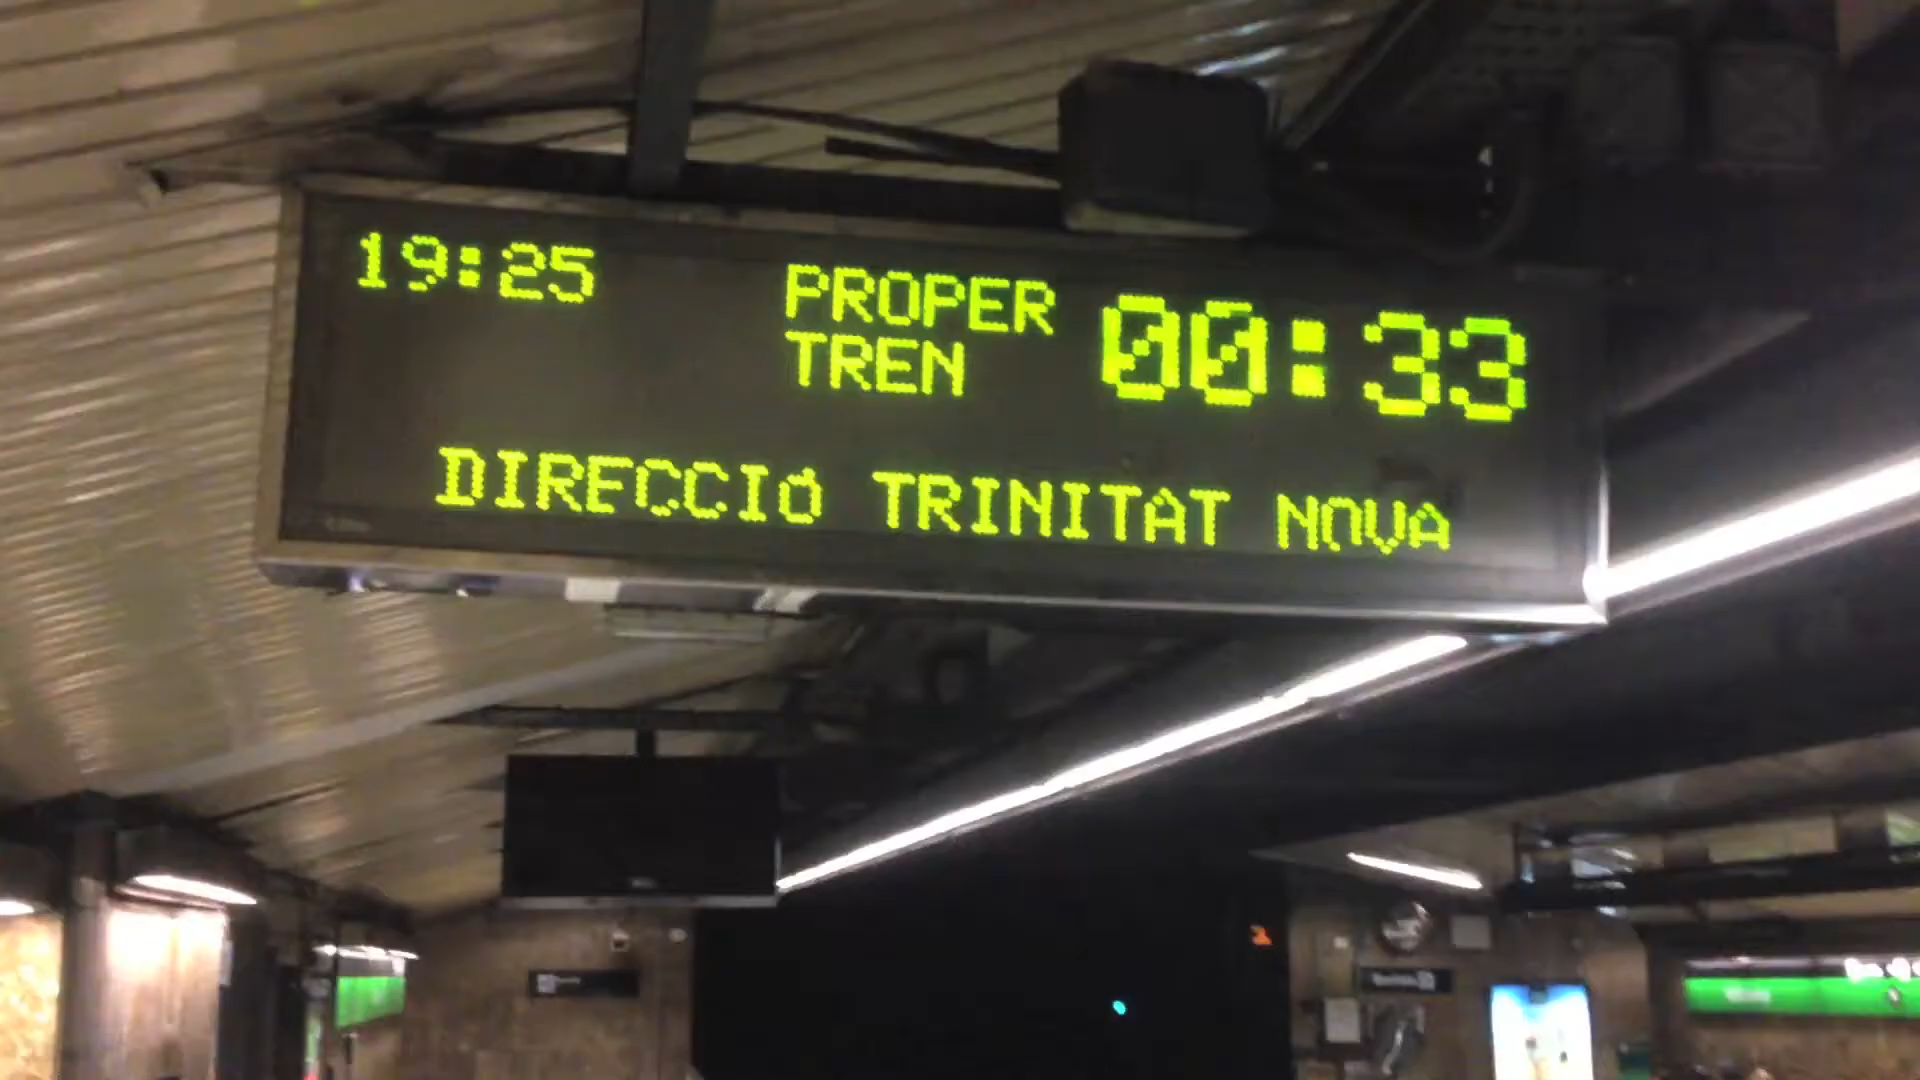 19:25
PROPER
TREN
00:33
DIRECCIÓ TRINITAT NOVA